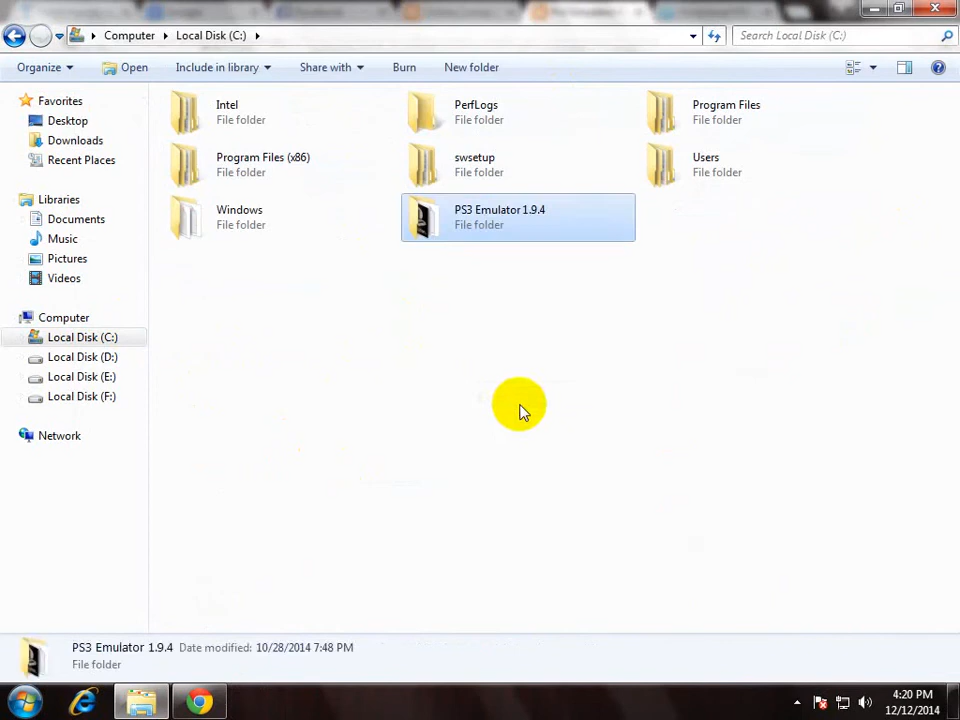 Computer Local Disk (C:) Search Local Disk (C:)
Organize Open Include in library Share with Burn New folder
Favorites
Desktop
Downloads
Recent Places
Libraries
Documents
Music
Pictures
Videos
Computer
Local Disk (C:)
Local Disk (D:)
Local Disk (E:)
Local Disk (F:)
Network
Intel
File folder
PerfLogs
File folder
Program Files
File folder
Program Files (x86)
File folder
swsetup
File folder
Users
File folder
Windows
File folder
PS3 Emulator 1.9.4
File folder
PS3 Emulator 1.9.4 Date modified: 10/28/2014 7:48 PM
File folder
4:20 PM
12/12/2014